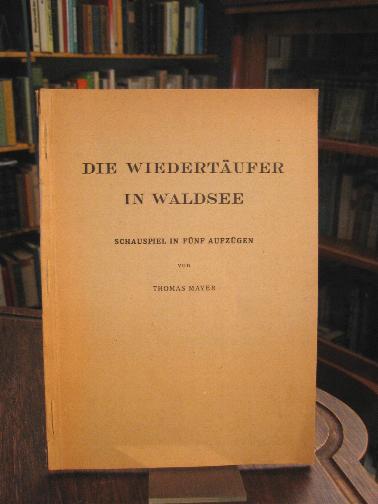 DIE WIEDERTÄUFER
IN WALDSEE
SCHAUSPIEL IN FÜNF AUFZÜGEN
VON
THOMAS MAYER